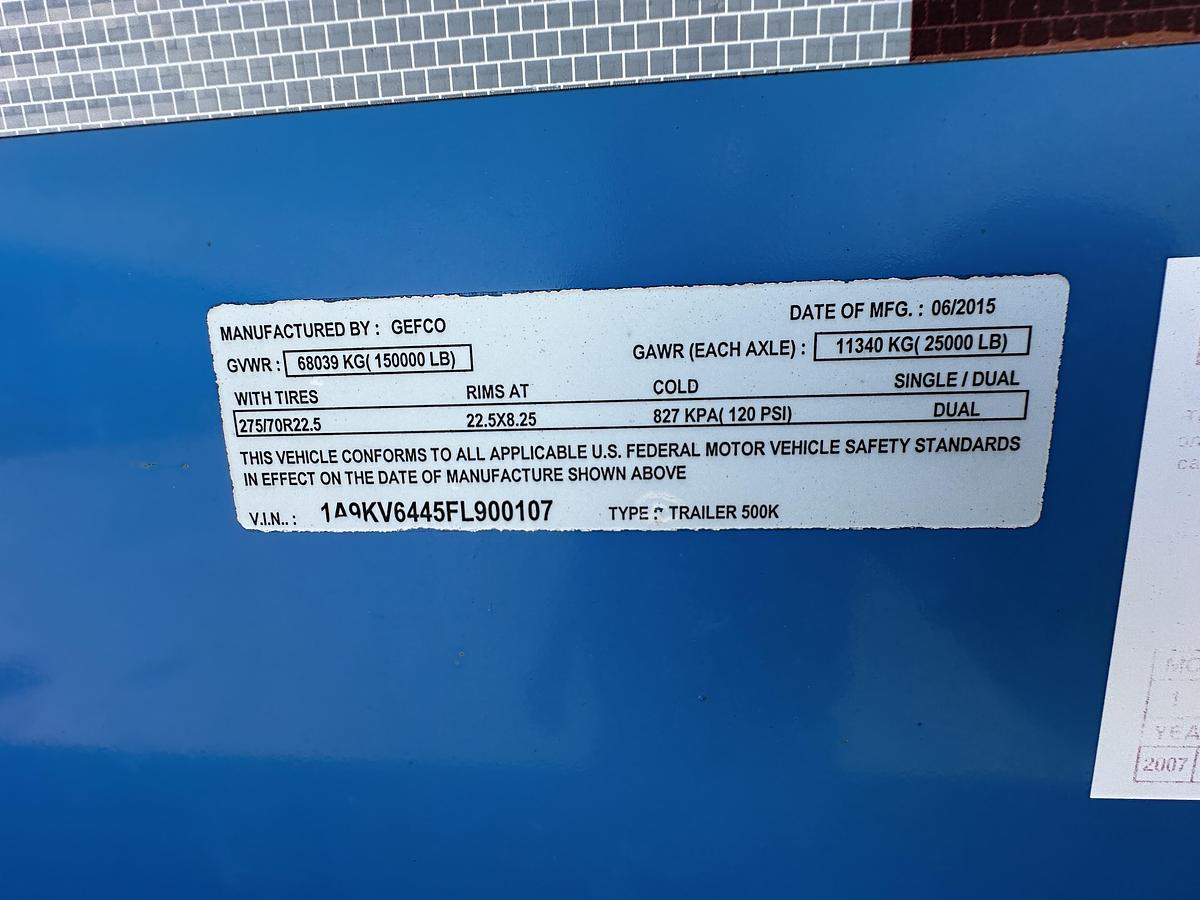 MANUFACTURED BY : GEFCO DATE OF MFG. : 06/2015
GVWR : 68039 KG( 150000 LB) GAWR (EACH AXLE) : 11340 KG( 25000 LB)
WITH TIRES RIMS AT COLD SINGLE / DUAL
275/70R22.5 22.5X8.25 827 KPA( 120 PSI) DUAL
THIS VEHICLE CONFORMS TO ALL APPLICABLE U.S. FEDERAL MOTOR VEHICLE SAFETY STANDARDS
IN EFFECT ON THE DATE OF MANUFACTURE SHOWN ABOVE
V.I.N.. : 1A9KV6445FL900107 TYPE : TRAILER 500K
2007